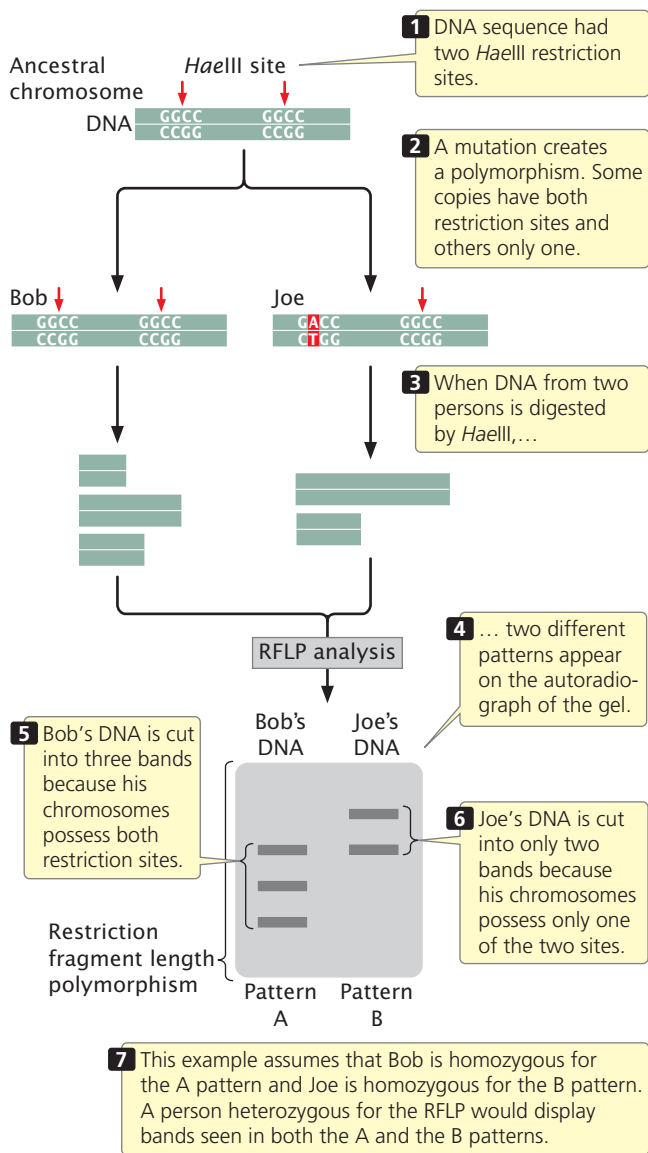 1 DNA sequence had
two HaeIII restriction
sites.
Ancestral
chromosome
HaeIII site
DNA
GGCC GGCC
CCGG CCGG
2 A mutation creates
a polymorphism. Some
copies have both
restriction sites and
others only one.
Bob
GGCC GGCC
CCGG CCGG
Joe
GACC GGCC
CTGG CCGG
3 When DNA from two
persons is digested
by HaeIII,...
RFLP analysis
4 ... two different
patterns appear
on the autoradio-
graph of the gel.
Bob's
DNA
Joe's
DNA
5 Bob's DNA is cut
into three bands
because his
chromosomes
possess both
restriction sites.
6 Joe's DNA is cut
into only two
bands because
his chromosomes
possess only one
of the two sites.
Restriction
fragment length
polymorphism
Pattern
A
Pattern
B
7 This example assumes that Bob is homozygous for
the A pattern and Joe is homozygous for the B pattern.
A person heterozygous for the RFLP would display
bands seen in both the A and the B patterns.